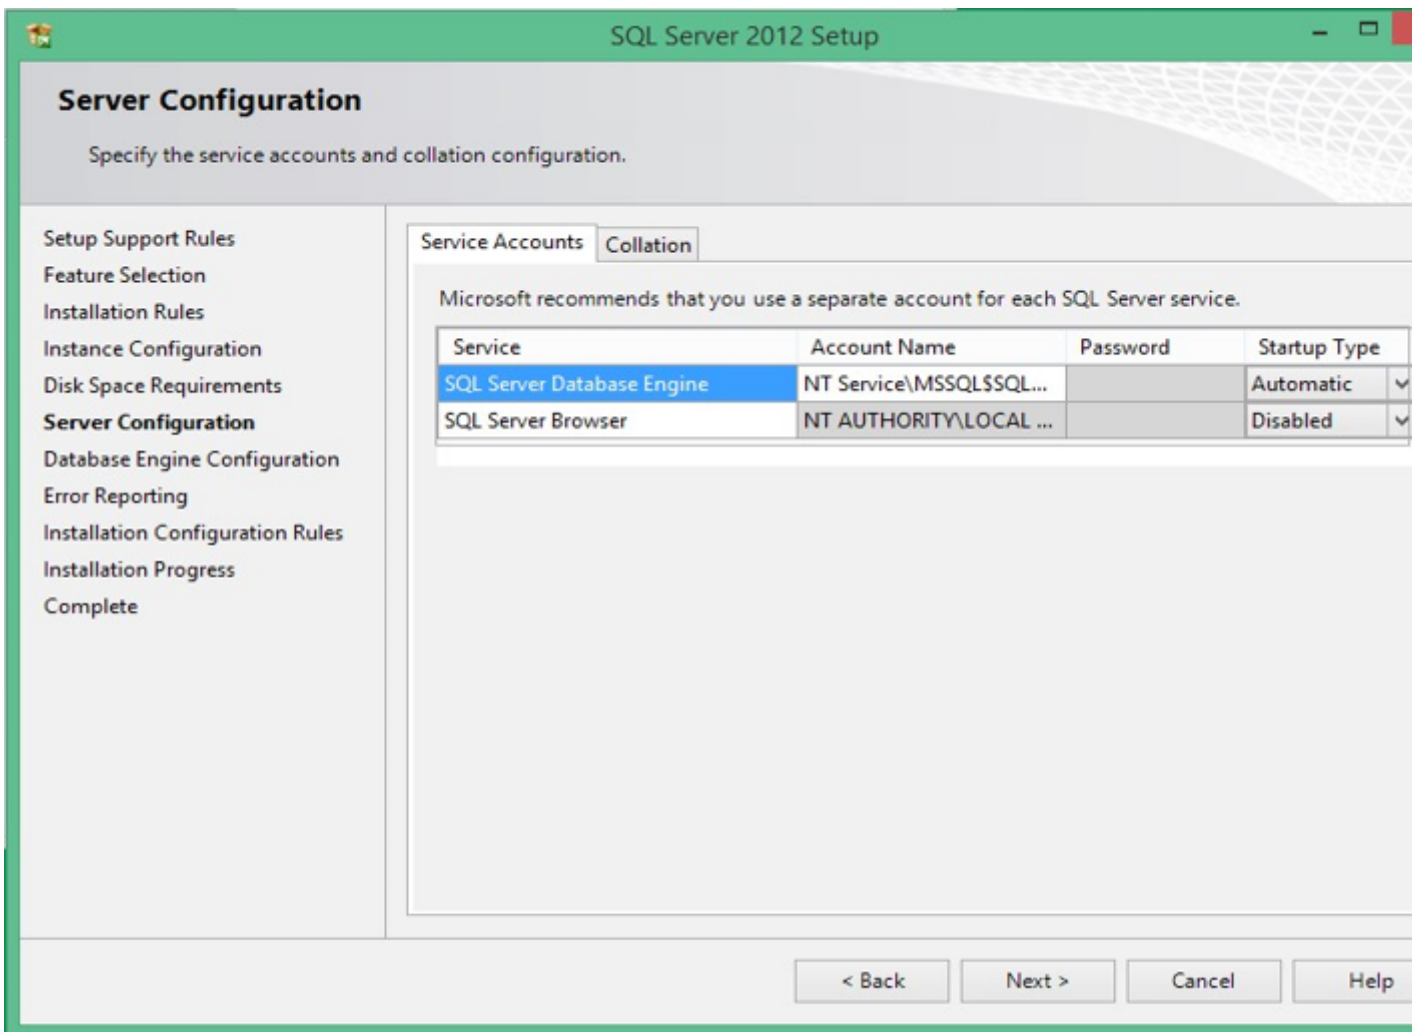 SQL Server 2012 Setup
Server Configuration
Specify the service accounts and collation configuration.
Setup Support Rules
Feature Selection
Installation Rules
Instance Configuration
Disk Space Requirements
Server Configuration
Database Engine Configuration
Error Reporting
Installation Configuration Rules
Installation Progress
Complete
Service Accounts Collation
Microsoft recommends that you use a separate account for each SQL Server service.
Service Account Name Password Startup Type
SQL Server Database Engine NT Service\MSSQL$SQL... Automatic
SQL Server Browser NT AUTHORITY\LOCAL ... Disabled
< Back Next > Cancel Help